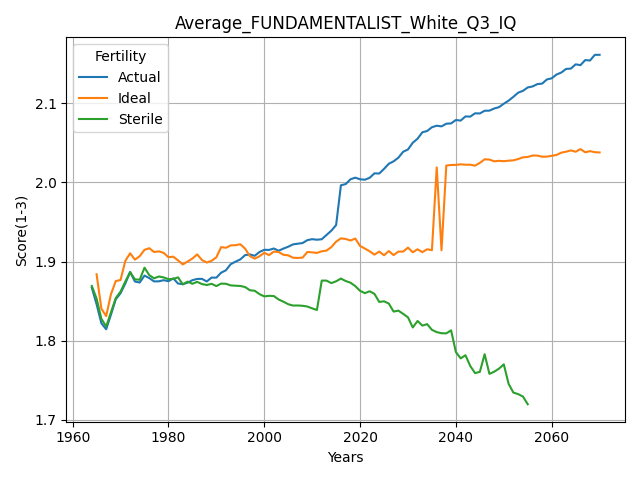 Average_FUNDAMENTALIST_White_Q3_IQ
Fertility
Actual
Ideal
Sterile
Score(1-3)
2.1
2.0
1.9
1.8
1.7
1960
1980
2000
2020
2040
2060
Years